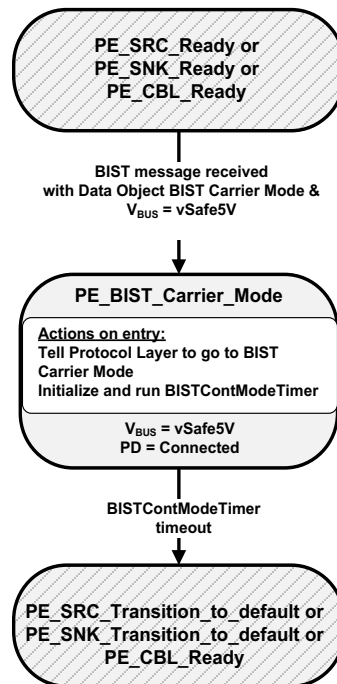 PE_SRC_Ready or
PE_SNK_Ready or
PE_CBL_Ready
BIST message received
with Data Object BIST Carrier Mode &
VBUS = vSafe5V
PE_BIST_Carrier_Mode
Actions on entry:
Tell Protocol Layer to go to BIST
Carrier Mode
Initialize and run BISTContModeTimer
VBUS = vSafe5V
PD = Connected
BISTContModeTimer
timeout
PE_SRC_Transition_to_default or
PE_SNK_Transition_to_default or
PE_CBL_Ready